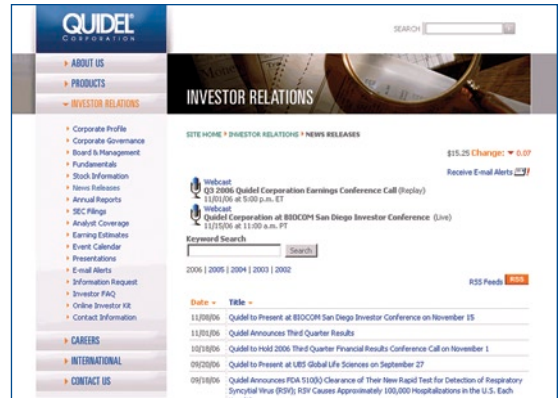 QUIDEL
CORPORATION
SEARCH
ABOUT US
PRODUCTS
INVESTOR RELATIONS
Corporate Profile
Corporate Governance
Board & Management
Fundamentals
Stock Information
News Releases
Annual Reports
SEC Filings
Analyst Coverage
Earning Estimates
Event Calendar
Presentations
E-mail Alerts
Information Request
Investor FAQ
Online Investor Kit
Contact Information
CAREERS
INTERNATIONAL
CONTACT US
INVESTOR RELATIONS
SITE HOME INVESTOR RELATIONS NEWS RELEASES
$15.25 Change: 0.07
Receive E-mail Alerts
Webcast
Q3 2006 Quidel Corporation Earnings Conference Call (Replay)
11/01/06 at 5:00 p.m. ET
Webcast
Quidel Corporation at BIOCOM San Diego Investor Conference (Live)
11/15/06 at 11:00 a.m. PT
Keyword Search
Search
2006 | 2005 | 2004 | 2003 | 2002
RSS Feeds RSS
Date Title
11/08/06 Quidel to Present at BIOCOM San Diego Investor Conference on November 15
11/01/06 Quidel Announces Third Quarter Results
10/18/06 Quidel to Hold 2006 Third Quarter Financial Results Conference Call on November 1
09/20/06 Quidel to Present at UBS Global Life Sciences on September 27
09/18/06 Quidel Announces FDA 510(k) Clearance of Their New Rapid Test for Detection of Respiratory
Syncytial Virus (RSV); RSV Causes Approximately 100,000 Hospitalizations in the U.S. Each